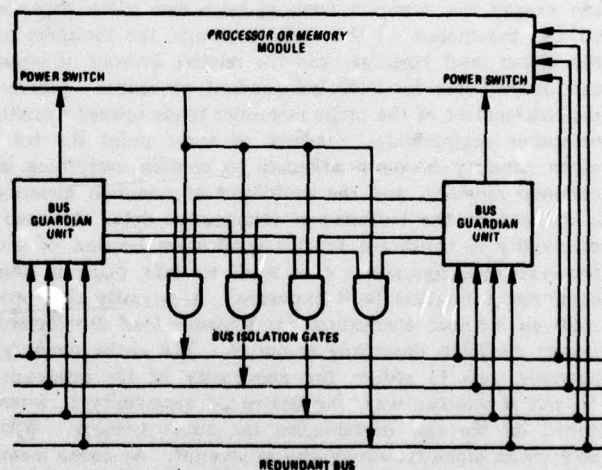 PROCESSOR OR MEMORY
MODULE
POWER SWITCH
POWER SWITCH
BUS
GUARDIAN
UNIT
BUS
GUARDIAN
UNIT
BUS ISOLATION GATES
REDUNDANT BUS